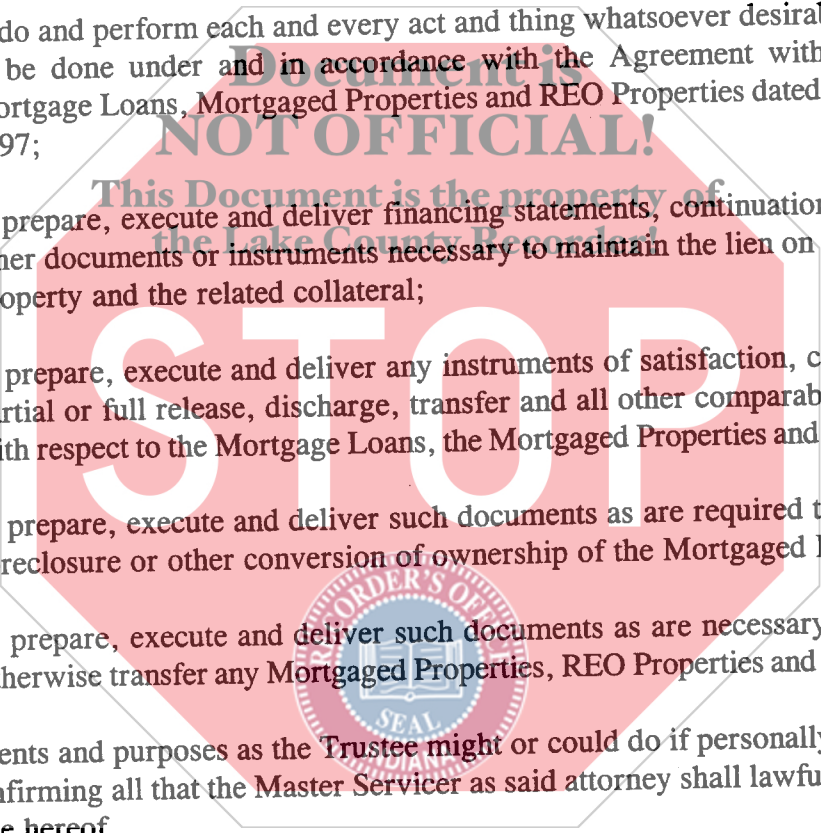 do and perform each and every act and thing whatsoever desirab
be done under and in accordance with the Agreement with
Document is
ortgage Loans, Mortgaged Properties and REO Properties dated
NOT OFFICIAL!
97;
This Document is the property of
prepare, execute and deliver financing statements, continuation
the Lake County Recorder!
her documents or instruments necessary to maintain the lien on
operty and the related collateral;
STOP
prepare, execute and deliver any instruments of satisfaction, c
rtial or full release, discharge, transfer and all other comparab
ith respect to the Mortgage Loans, the Mortgaged Properties and
prepare, execute and deliver such documents as are required t
reclosure or other conversion of ownership of the Mortgaged
RECORDER'S OFFICE
prepare, execute and deliver such documents as are necessary
herwise transfer any Mortgaged Properties, REO Properties and
SEAL
INDIANA
ents and purposes as the Trustee might or could do if personally
nfirming all that the Master Servicer as said attorney shall lawfu
e hereof